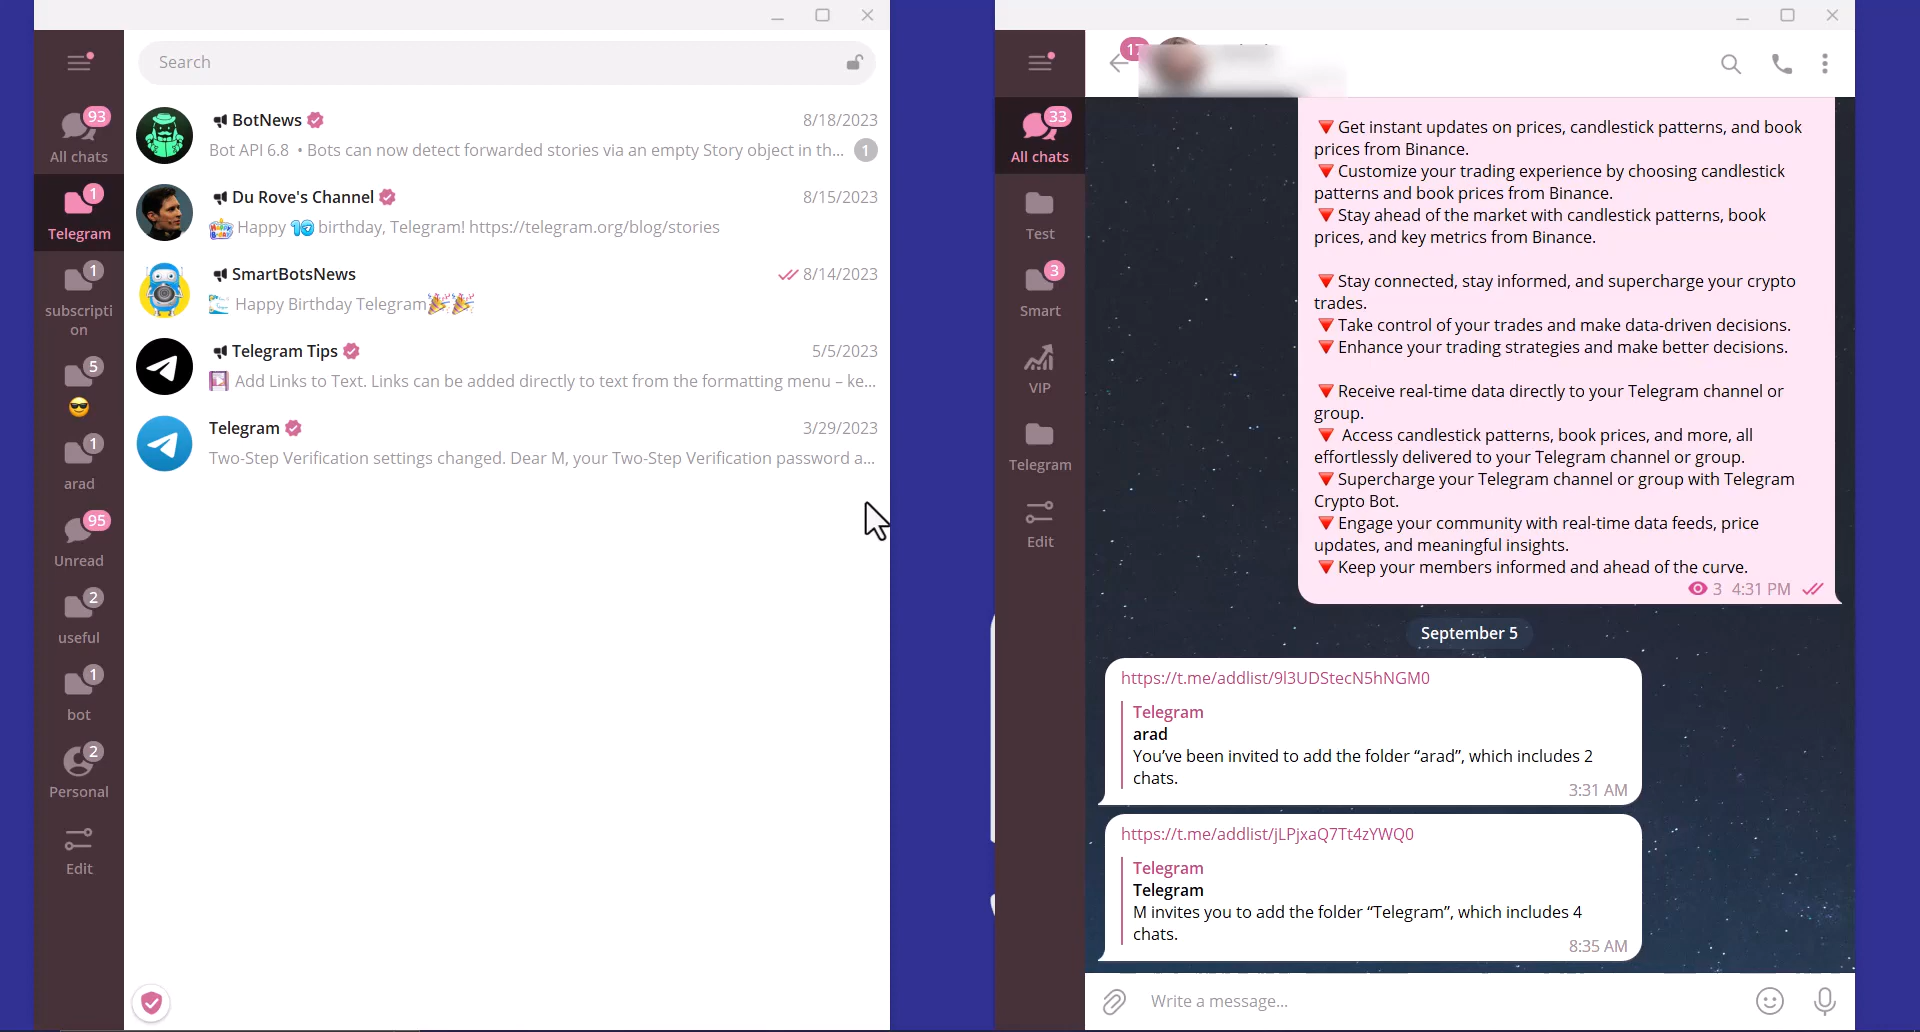 Search
93
All chats
1
Telegram
1
subscripti
on
5
1
arad
95
Unread
2
useful
1
bot
2
Personal
Edit
BotNews
8/18/2023
Bot API 6.8 • Bots can now detect forwarded stories via an empty Story object in th...
1
Du Rove's Channel
8/15/2023
Happy 10 birthday, Telegram! https://telegram.org/blog/stories
SmartBotsNews
8/14/2023
Happy Birthday Telegram
Telegram Tips
5/5/2023
Add Links to Text. Links can be added directly to text from the formatting menu – ke...
Telegram
3/29/2023
Two-Step Verification settings changed. Dear M, your Two-Step Verification password a...
33
All chats
Test
3
Smart
VIP
Telegram
Edit
🔻Get instant updates on prices, candlestick patterns, and book
prices from Binance.
🔻Customize your trading experience by choosing candlestick
patterns and book prices from Binance.
🔻Stay ahead of the market with candlestick patterns, book
prices, and key metrics from Binance.
🔻Stay connected, stay informed, and supercharge your crypto
trades.
🔻Take control of your trades and make data-driven decisions.
🔻Enhance your trading strategies and make better decisions.
🔻Receive real-time data directly to your Telegram channel or
group.
🔻 Access candlestick patterns, book prices, and more, all
effortlessly delivered to your Telegram channel or group.
🔻Supercharge your Telegram channel or group with Telegram
Crypto Bot.
🔻Engage your community with real-time data feeds, price
updates, and meaningful insights.
🔻Keep your members informed and ahead of the curve.
3 4:31 PM
September 5
https://t.me/addlist/9l3UDStecN5hNGM0
Telegram
arad
You’ve been invited to add the folder “arad”, which includes 2
chats.
3:31 AM
https://t.me/addlist/jLPjxaQ7Tt4zYWQ0
Telegram
Telegram
M invites you to add the folder “Telegram”, which includes 4
chats.
8:35 AM
Write a message...